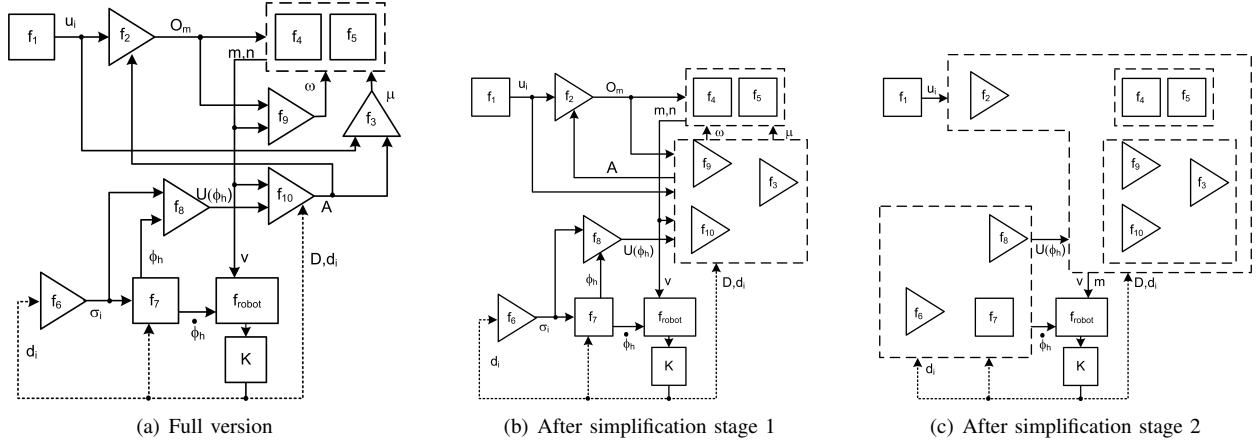 f1
ui
f2
Om
f4
f5
m,n
ω
μ
f9
f3
f10
A
f8
U(ϕh)
ϕh
v
D,di
f6
σi
f7
ϕ̇h
frobot
di
K
(a) Full version
f1
ui
f2
Om
f4
f5
m,n
ω
μ
A
f9
f3
f10
f8
U(ϕh)
ϕh
v
D,di
f6
σi
f7
ϕ̇h
frobot
di
K
(b) After simplification stage 1
f1
ui
f2
f4
f5
f9
f3
f10
f8
U(ϕh)
v
m
D,di
f6
f7
ϕ̇h
frobot
di
K
(c) After simplification stage 2